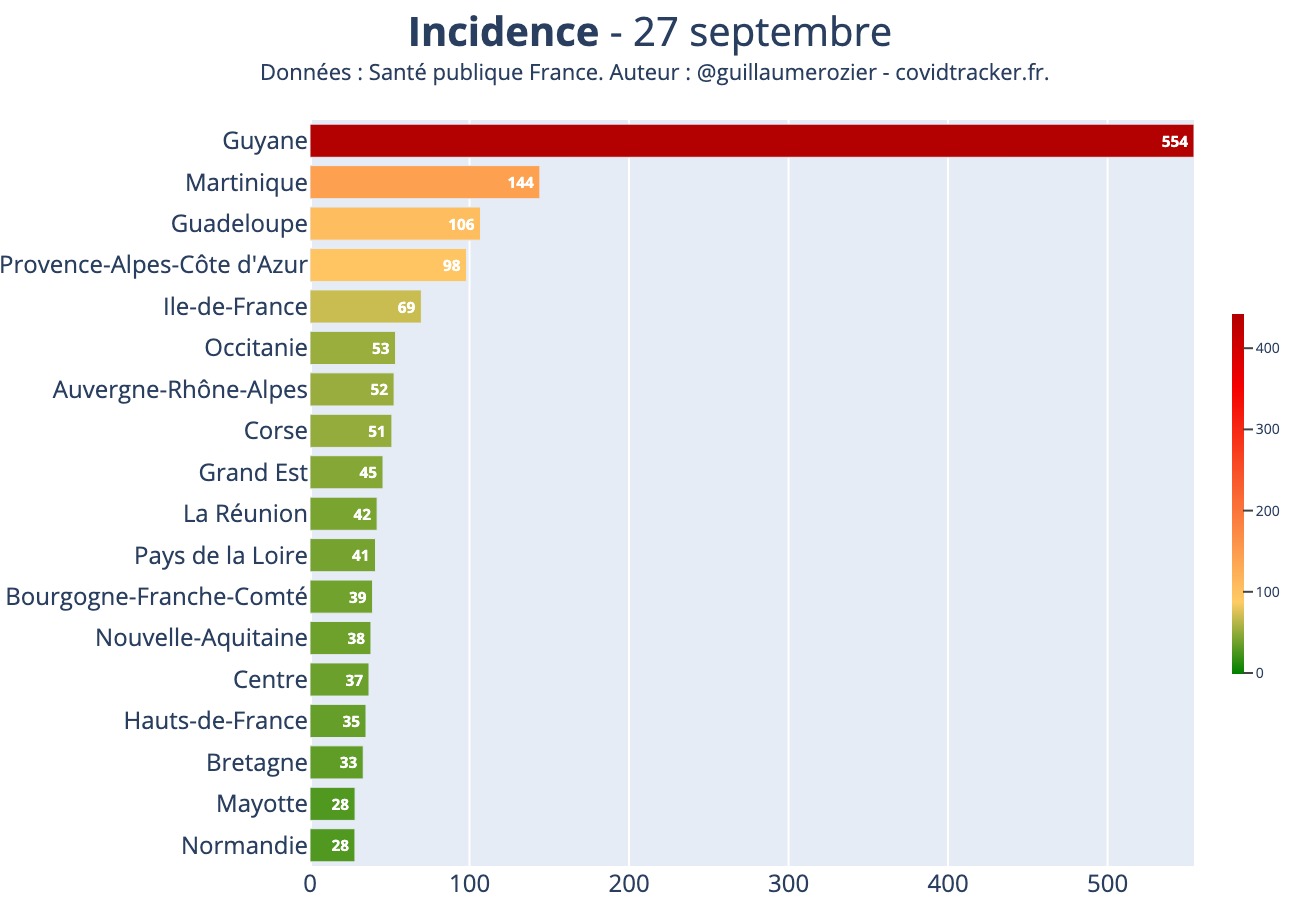 Incidence - 27 septembre
Données : Santé publique France. Auteur : @guillaumerozier - covidtracker.fr.
Guyane 554
Martinique 144
Guadeloupe 106
Provence-Alpes-Côte d'Azur 98
Ile-de-France 69
Occitanie 53
Auvergne-Rhône-Alpes 52
Corse 51
Grand Est 45
La Réunion 42
Pays de la Loire 41
Bourgogne-Franche-Comté 39
Nouvelle-Aquitaine 38
Centre 37
Hauts-de-France 35
Bretagne 33
Mayotte 28
Normandie 28
0 100 200 300 400 500
400
300
200
100
0